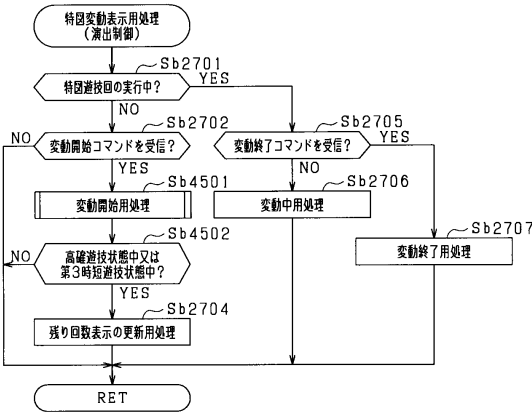 特図変動表示用処理
(演出制御)
Sb2701
特図遊技回の実行中?
YES
NO
Sb2702
変動開始コマンドを受信?
NO
YES
Sb2705
変動終了コマンドを受信?
YES
NO
Sb4501
変動開始用処理
Sb2706
変動中用処理
Sb2707
変動終了用処理
Sb4502
高確遊技状態中又は
第3時短遊技状態中?
NO
YES
Sb2704
残り回数表示の更新用処理
RET